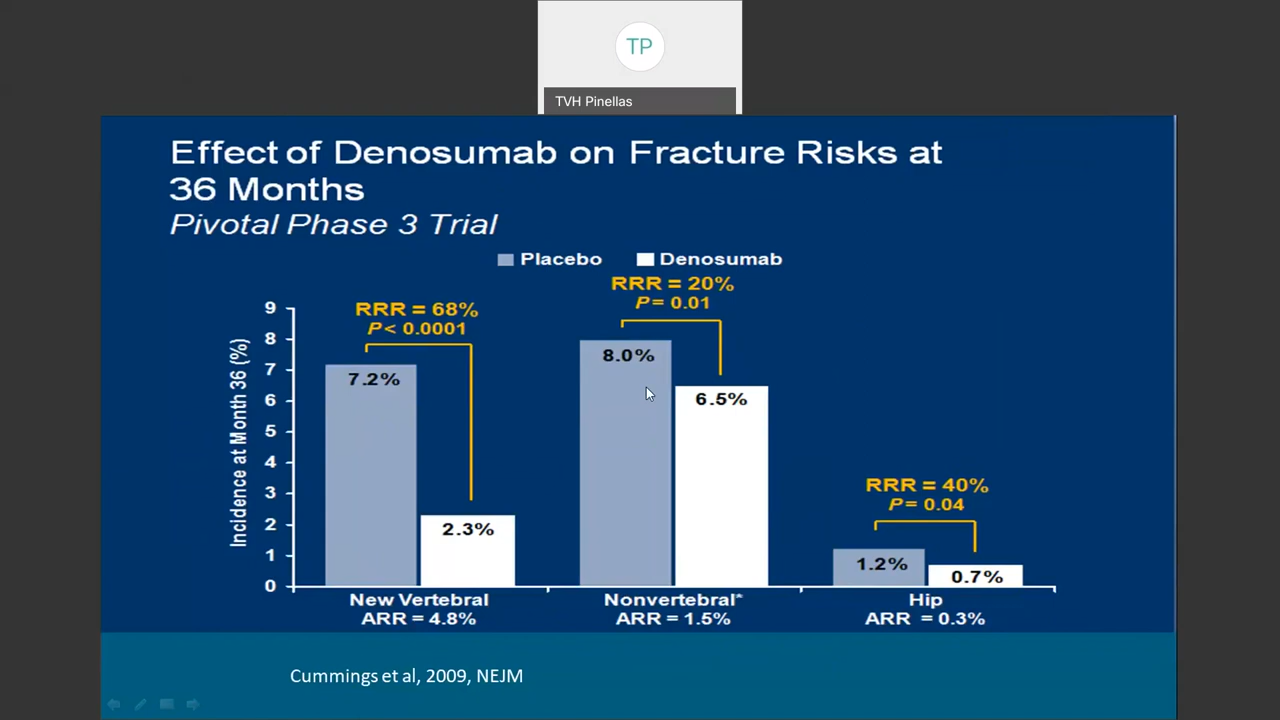 TP
TVH Pinellas
Effect of Denosumab on Fracture Risks at
36 Months
Pivotal Phase 3 Trial
Placebo Denosumab
RRR = 68%
P < 0.0001
RRR = 20%
P = 0.01
RRR = 40%
P = 0.04
Incidence at Month 36 (%)
9
8
7
6
5
4
3
2
1
0
7.2%
2.3%
8.0%
6.5%
1.2%
0.7%
New Vertebral
ARR = 4.8%
Nonvertebral*
ARR = 1.5%
Hip
ARR = 0.3%
Cummings et al, 2009, NEJM